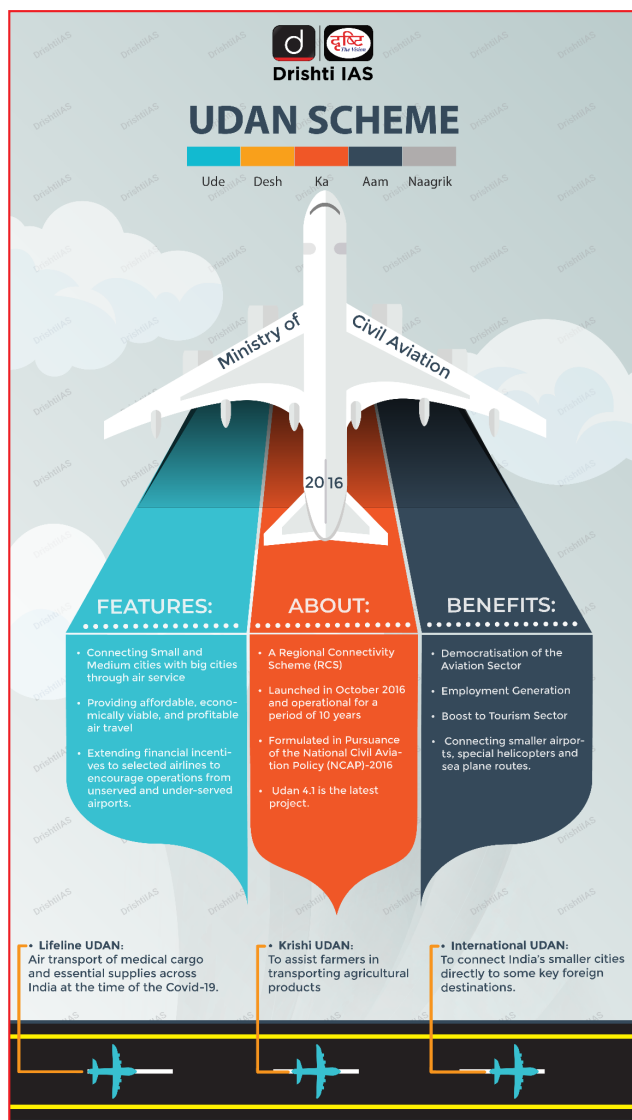 दृष्टि
The Vision
Drishti IAS
UDAN SCHEME
Ude Desh Ka Aam Naagrik
Ministry of Civil Aviation
2016
FEATURES:
• Connecting Small and
Medium cities with big cities
through air service
• Providing affordable, econo-
mically viable, and profitable
air travel
• Extending financial incenti-
ves to selected airlines to
encourage operations from
unserved and under-served
airports.
ABOUT:
• A Regional Connectivity
Scheme (RCS)
• Launched in October 2016
and operational for a
period of 10 years
• Formulated in Pursuance
of the National Civil Avia-
tion Policy (NCAP)-2016
• Udan 4.1 is the latest
project.
BENEFITS:
• Democratisation of the
Aviation Sector
• Employment Generation
• Boost to Tourism Sector
• Connecting smaller airpor-
ts, special helicopters and
sea plane routes.
• Lifeline UDAN:
Air transport of medical cargo
and essential supplies across
India at the time of the Covid-19.
• Krishi UDAN:
To assist farmers in
transporting agricultural
products
• International UDAN:
To connect India's smaller cities
directly to some key foreign
destinations.